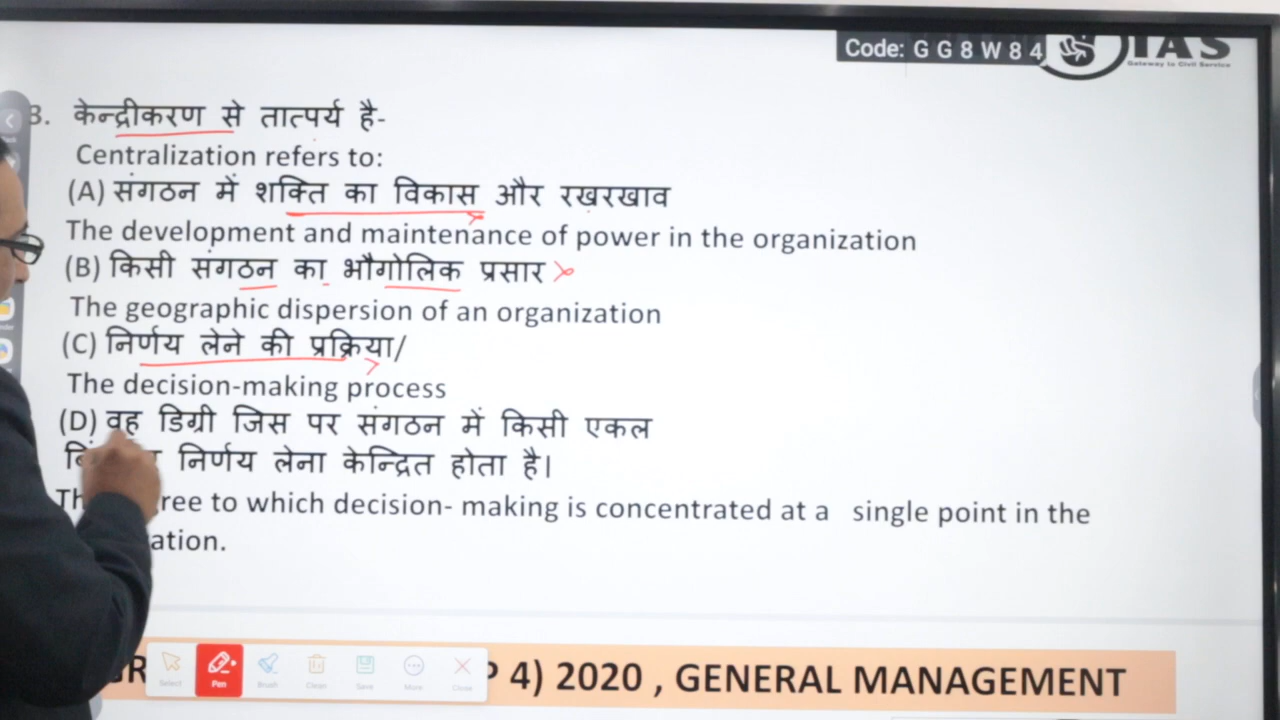 Code: G G 8 W 8 4
IAS
Gateway to Civil Service
3. केन्द्रीकरण से तात्पर्य है-
Centralization refers to:
(A) संगठन में शक्ति का विकास और रखरखाव
The development and maintenance of power in the organization
(B) किसी संगठन का भौगोलिक प्रसार
The geographic dispersion of an organization
(C) निर्णय लेने की प्रक्रिया/
The decision-making process
(D) वह डिग्री जिस पर संगठन में किसी एकल
निर्णय लेना केन्द्रित होता है।
to which decision- making is concentrated at a single point in the
4) 2020 , GENERAL MANAGEMENT
Select Pen Brush Clean Save More Close